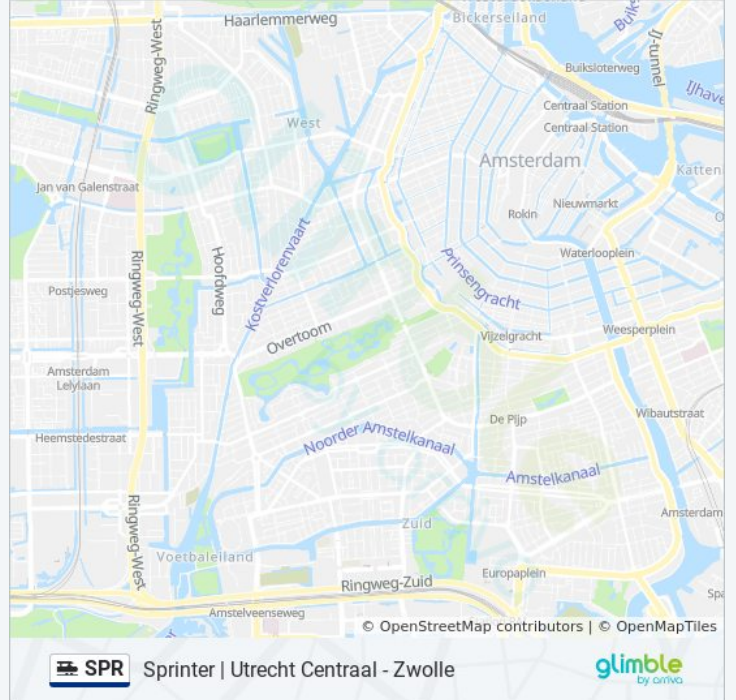 Haarlemmerweg
Bickerseiland
Ringweg-West
IJ-tunnel
Buiksloterweg
IJhave
Centraal Station
Centraal Station
West
Amsterdam
Katten
Jan van Galenstraat
Nieuwmarkt
Rokin
Waterlooplein
Kostverlorenvaart
Hoofdweg
Ringweg-West
Prinsengracht
Postjesweg
Overtoom
Vijzelgracht
Weesperplein
Amsterdam
Lelylaan
De Pijp
Wibautstraat
Heemstedestraat
Noorder Amstelkanaal
Amstelkanaal
Ringweg-West
Amsterdam
Zuid
Voetbaleiland
Europaplein
Ringweg-Zuid
Spa
Amstelveenseweg
© OpenStreetMap contributors | © OpenMapTiles
SPR Sprinter | Utrecht Centraal - Zwolle
glimble
by arriva